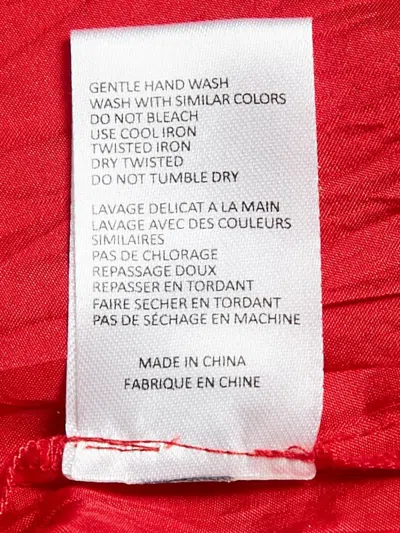 GENTLE HAND WASH
WASH WITH SIMILAR COLORS
DO NOT BLEACH
USE COOL IRON
TWISTED IRON
DRY TWISTED
DO NOT TUMBLE DRY
LAVAGE DELICAT A LA MAIN
LAVAGE AVEC DES COULEURS
SIMILAIRES
PAS DE CHLORAGE
REPASSAGE DOUX
REPASSER EN TORDANT
FAIRE SECHER EN TORDANT
PAS DE SÉCHAGE EN MACHINE
MADE IN CHINA
FABRIQUE EN CHINE